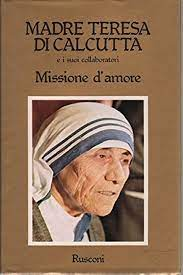 MADRE TERESA
DI CALCUTTA
e i suoi collaboratori
Missione d'amore
Rusconi